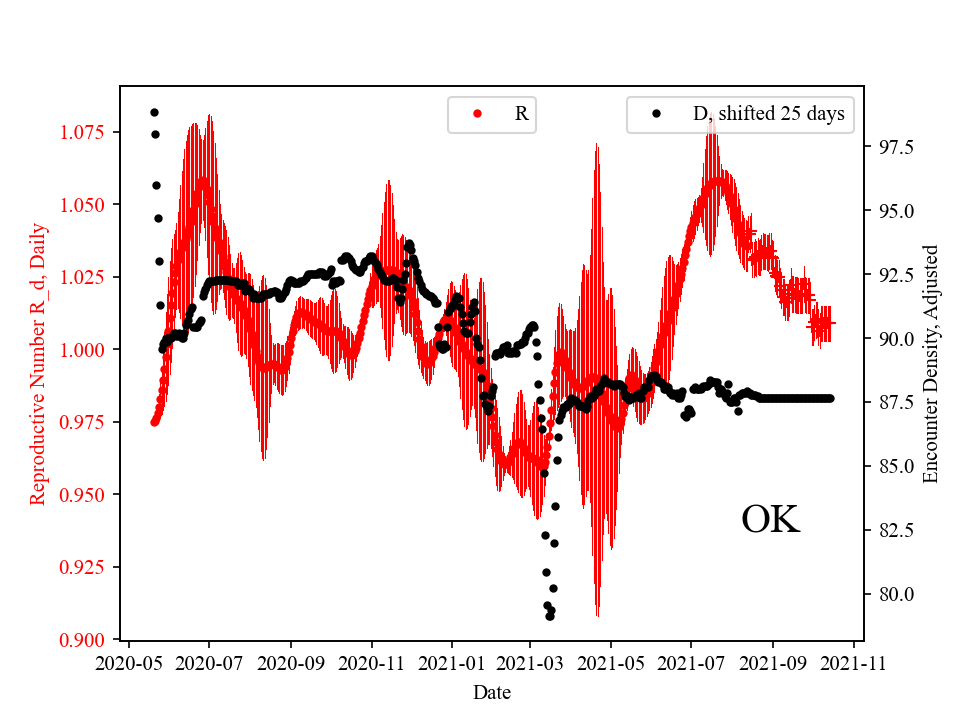 R
D, shifted 25 days
Reproductive Number R_d, Daily
1.075
1.050
1.025
1.000
0.975
0.950
0.925
0.900
97.5
95.0
92.5
90.0
87.5
85.0
82.5
80.0
Encounter Density, Adjusted
OK
2020-05 2020-07 2020-09 2020-11 2021-01 2021-03 2021-05 2021-07 2021-09 2021-11
Date